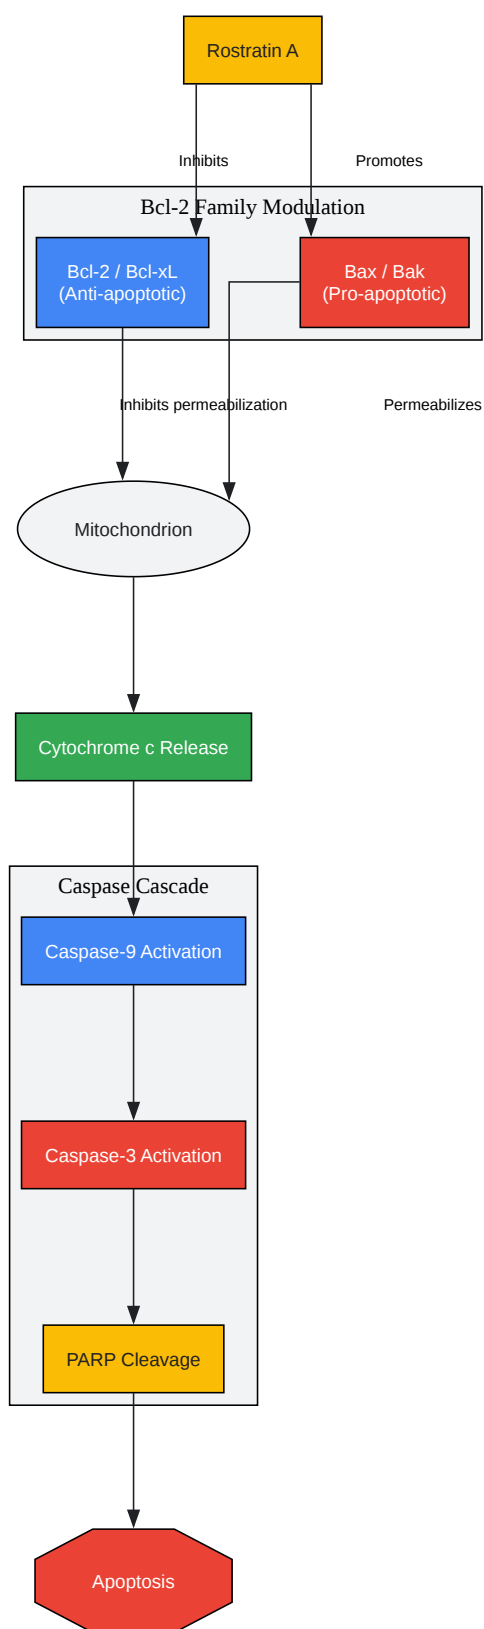 Rostratin A
Inhibits
Promotes
Bcl-2 Family Modulation
Bcl-2 / Bcl-xL
(Anti-apoptotic)
Bax / Bak
(Pro-apoptotic)
Inhibits permeabilization
Permeabilizes
Mitochondrion
Cytochrome c Release
Caspase Cascade
Caspase-9 Activation
Caspase-3 Activation
PARP Cleavage
Apoptosis